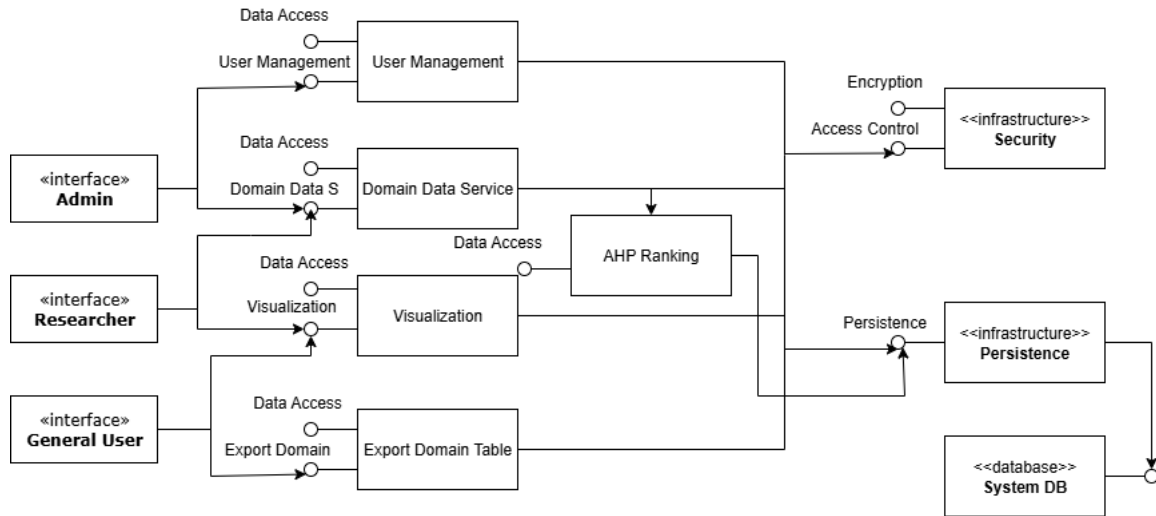 Data Access
User Management
User Management
Encryption
Access Control
<<infrastructure>>
Security
Data Access
Domain Data S
Domain Data Service
«interface»
Admin
Data Access
AHP Ranking
Data Access
Visualization
Visualization
«interface»
Researcher
Persistence
<<infrastructure>>
Persistence
Data Access
Export Domain
Export Domain Table
«interface»
General User
<<database>>
System DB